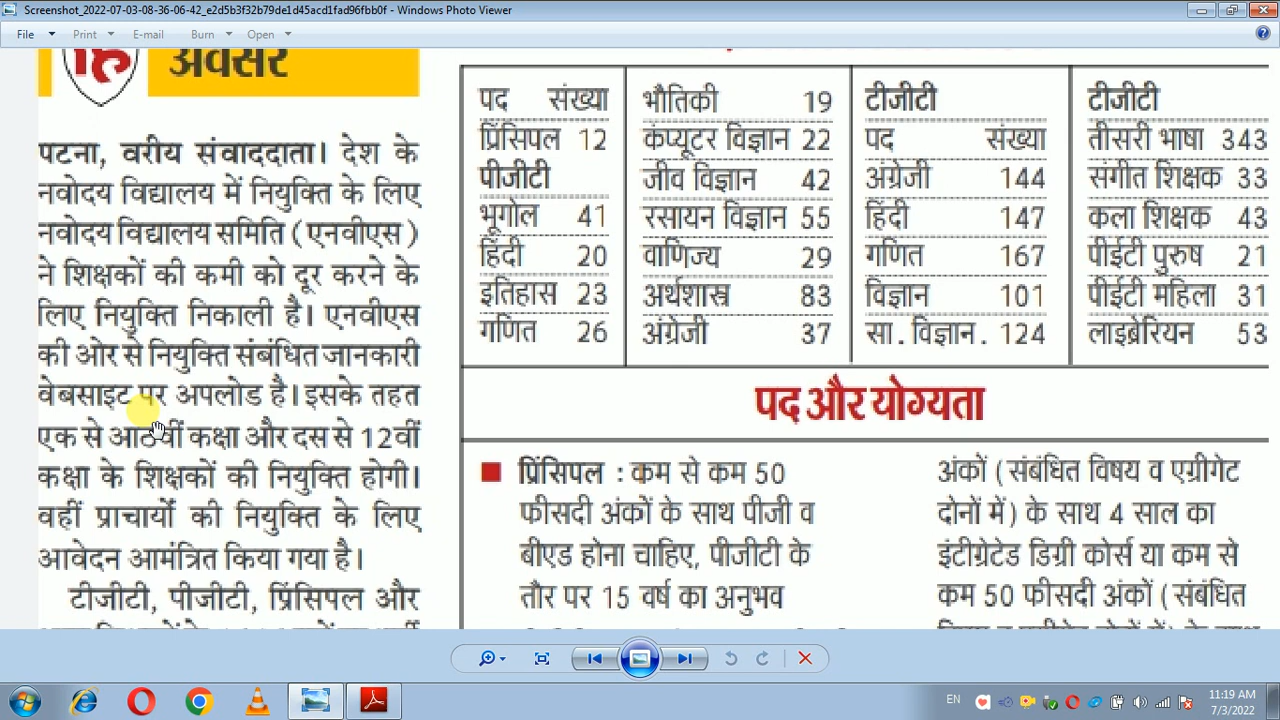 Screenshot_2022-07-03-08-36-06-42_e2d5b3f32b79de1d45acd1fad96fbb0f - Windows Photo Viewer
File Print E-mail Burn Open
हि
अवसर
पटना, वरीय संवाददाता। देश के
नवोदय विद्यालय में नियुक्ति के लिए
नवोदय विद्यालय समिति (एनवीएस)
ने शिक्षकों की कमी को दूर करने के
लिए नियुक्ति निकाली है। एनवीएस
की ओर से नियुक्ति संबंधित जानकारी
वेबसाइट पर अपलोड है। इसके तहत
एक से आठवीं कक्षा और दस से 12वीं
कक्षा के शिक्षकों की नियुक्ति होगी।
वहीं प्राचार्यों की नियुक्ति के लिए
आवेदन आमंत्रित किया गया है।
टीजीटी, पीजीटी, प्रिंसिपल और
पद संख्या
प्रिंसिपल 12
पीजीटी
भूगोल 41
हिंदी 20
इतिहास 23
गणित 26
भौतिकी 19
कंप्यूटर विज्ञान 22
जीव विज्ञान 42
रसायन विज्ञान 55
वाणिज्य 29
अर्थशास्त्र 83
अंग्रेजी 37
टीजीटी
पद संख्या
अंग्रेजी 144
हिंदी 147
गणित 167
विज्ञान 101
सा. विज्ञान. 124
टीजीटी
तीसरी भाषा 343
संगीत शिक्षक 33
कला शिक्षक 43
पीईटी पुरुष 21
पीईटी महिला 31
लाइब्रेरियन 53
पद और योग्यता
प्रिंसिपल : कम से कम 50
फीसदी अंकों के साथ पीजी व
बीएड होना चाहिए, पीजीटी के
तौर पर 15 वर्ष का अनुभव
अंकों (संबंधित विषय व एग्रीगेट
दोनों में) के साथ 4 साल का
इंटीग्रेटेड डिग्री कोर्स या कम से
कम 50 फीसदी अंकों (संबंधित
EN
11:19 AM
7/3/2022